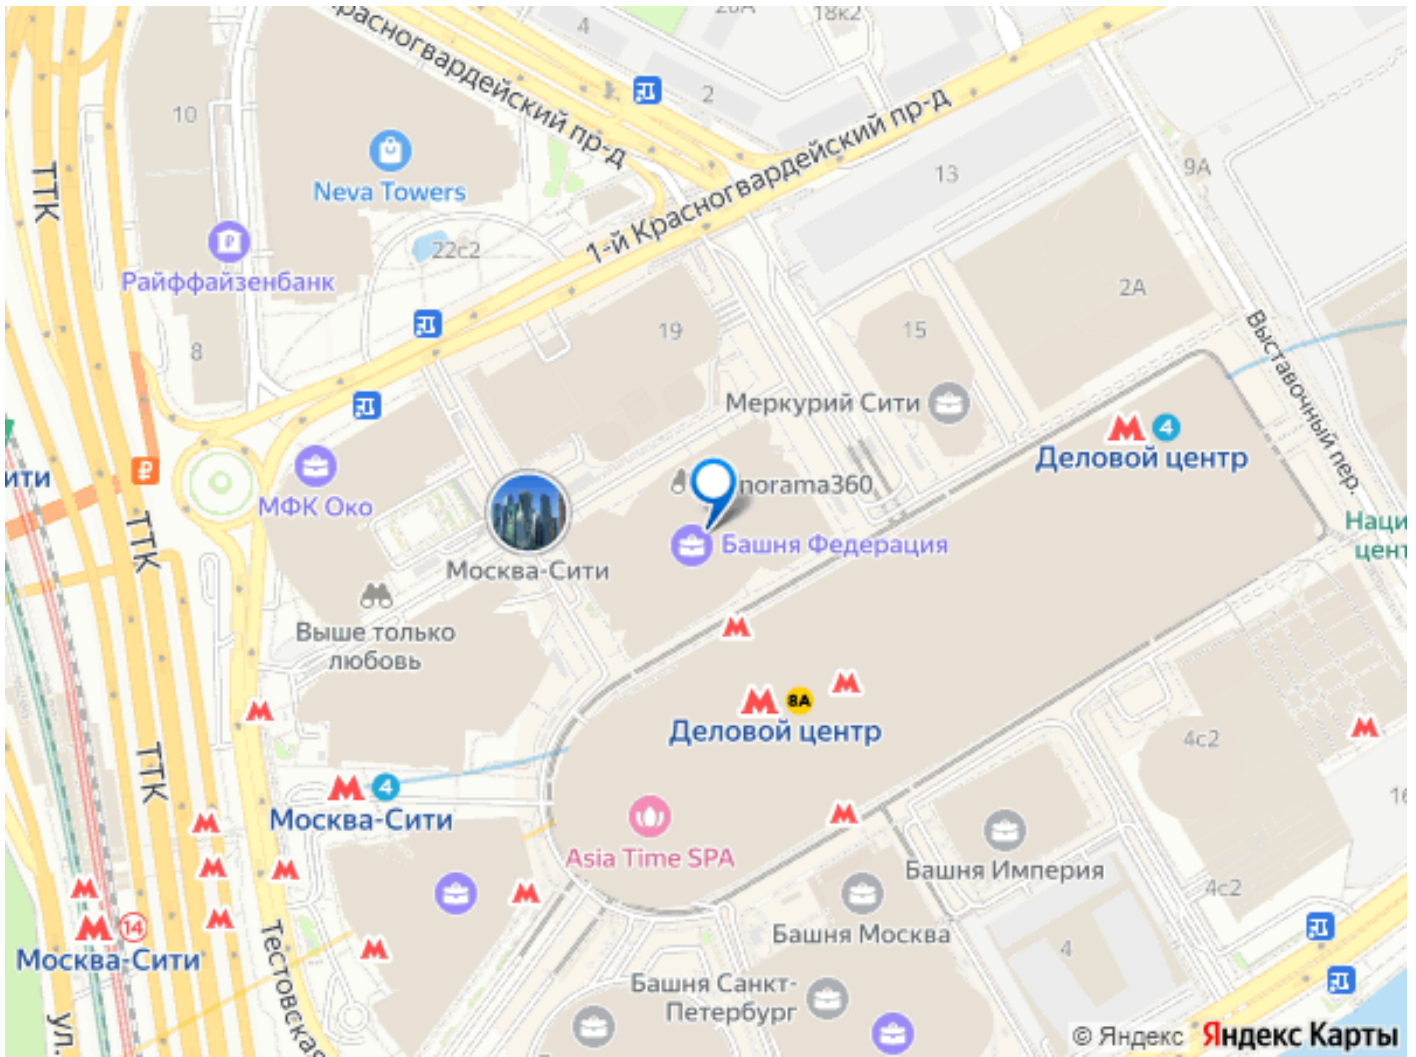 4
18к2
Красногвардейский пр-д
2
10
1-й Красногвардейский пр-д
Neva Towers
13
9А
ТТК
22с2
Райффайзенбанк
2А
8
19
15
Выставочный пер.
Меркурий Сити
4
Деловой центр
МФК Око
norama360
Башня Федерация
Москва-Сити
ТТК
Выше только
любовь
8А
Деловой центр
4с2
ТТК
4
Москва-Сити
Asia Time SPA
Башня Империя
4с2
14
Москва-Сити
Тестовская
Башня Москва
4
Башня Санкт-
Петербург
ул.
© Яндекс Яндекс Карты